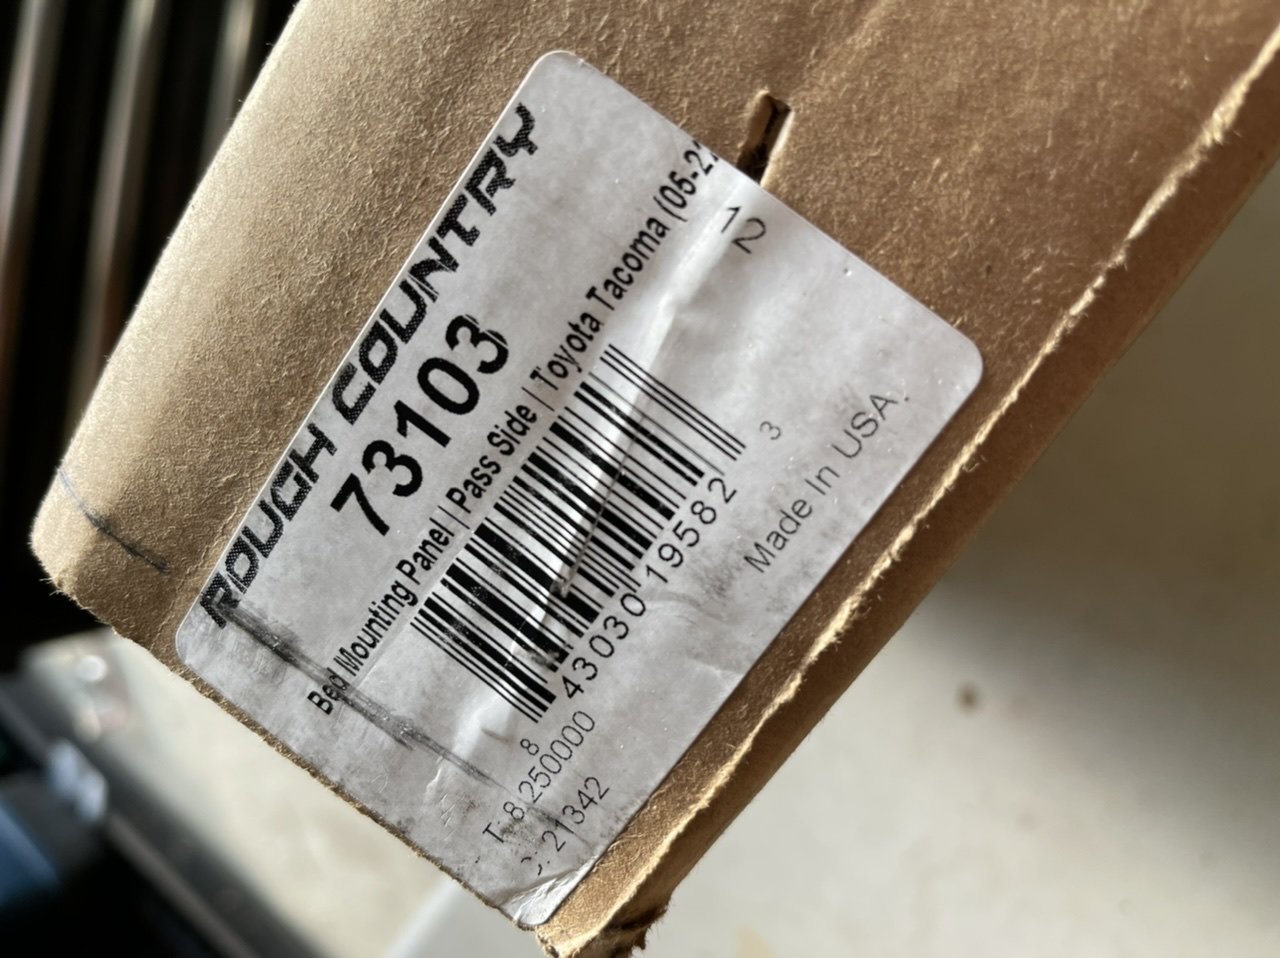 ROUGH COUNTRY
73103
Bed Mounting Panel | Pass Side | Toyota Tacoma (05-22
12
8 43030 19582 3
T: 8.250000
21342
Made In USA